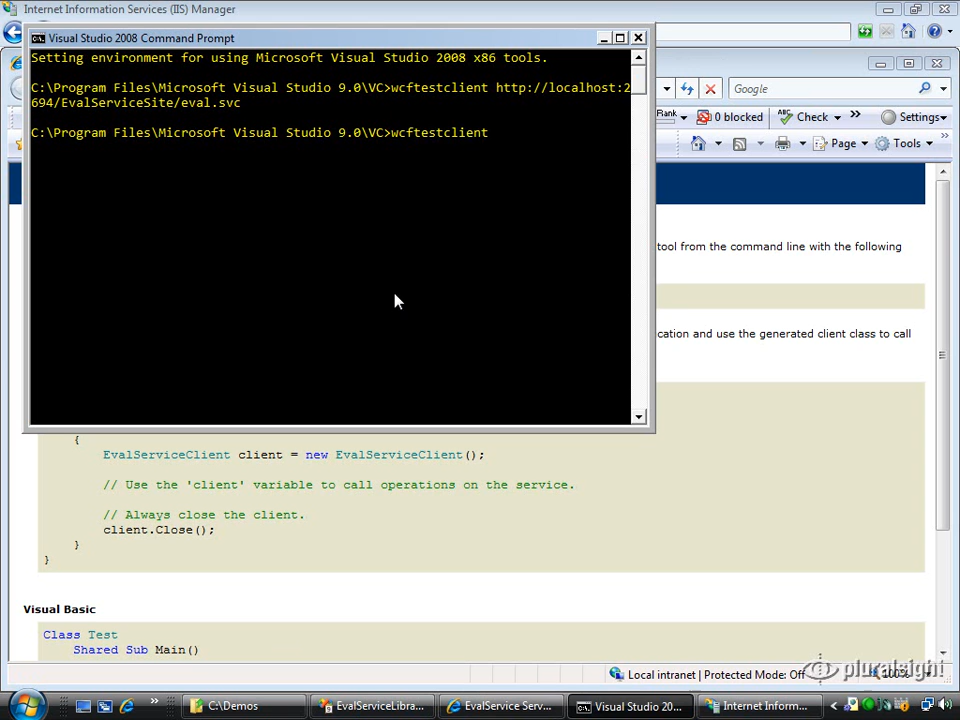 Internet Information Services (IIS) Manager
Visual Studio 2008 Command Prompt
Setting environment for using Microsoft Visual Studio 2008 x86 tools.
C:\Program Files\Microsoft Visual Studio 9.0\VC>wcftestclient http://localhost:2
694/EvalServiceSite/eval.svc
C:\Program Files\Microsoft Visual Studio 9.0\VC>wcftestclient
Google
Rank
0 blocked
Check
Settings
Page
Tools
tool from the command line with the following
ication and use the generated client class to call
{
EvalServiceClient client = new EvalServiceClient();
// Use the 'client' variable to call operations on the service.
// Always close the client.
client.Close();
}
}
Visual Basic
Class Test
Shared Sub Main()
Local intranet | Protected Mode: Off
100%
pluralsight
C:\Demos
EvalServiceLibra...
EvalService Serv...
Visual Studio 20...
Internet Inform...